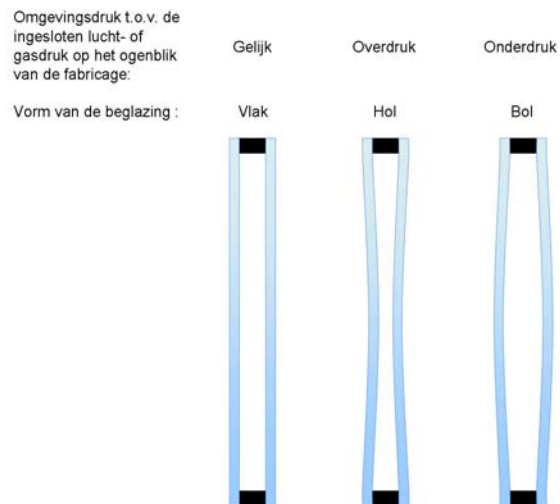 Omgevingsdruk t.o.v. de
ingesloten lucht- of
gasdruk op het ogenblik
van de fabricage:
Gelijk Overdruk Onderdruk
Vorm van de beglazing : Vlak Hol Bol